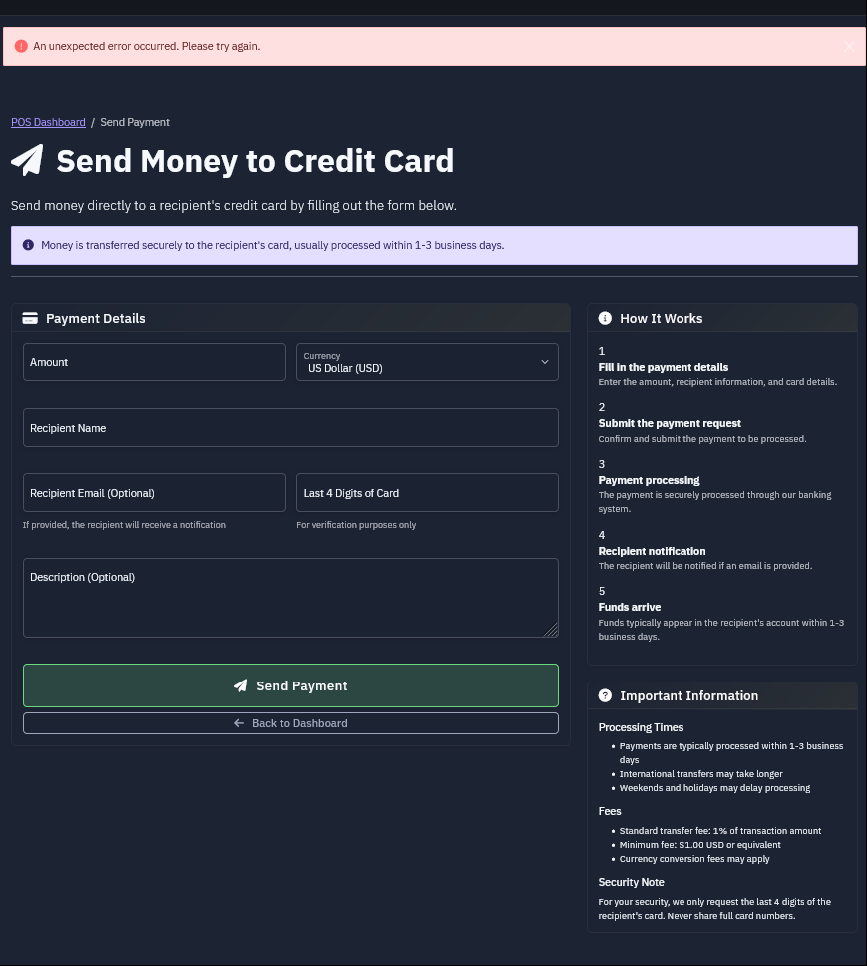 An unexpected error occurred. Please try again.
POS Dashboard / Send Payment
Send Money to Credit Card
Send money directly to a recipient's credit card by filling out the form below.
Money is transferred securely to the recipient's card, usually processed within 1-3 business days.
Payment Details
Amount
Currency
US Dollar (USD)
Recipient Name
Recipient Email (Optional)
Last 4 Digits of Card
If provided, the recipient will receive a notification
For verification purposes only
Description (Optional)
Send Payment
Back to Dashboard
How It Works
1
Fill in the payment details
Enter the amount, recipient information, and card details.
2
Submit the payment request
Confirm and submit the payment to be processed.
3
Payment processing
The payment is securely processed through our banking
system.
4
Recipient notification
The recipient will be notified if an email is provided.
5
Funds arrive
Funds typically appear in the recipient's account within 1-3
business days.
Important Information
Processing Times
• Payments are typically processed within 1-3 business
days
• International transfers may take longer
• Weekends and holidays may delay processing
Fees
• Standard transfer fee: 1% of transaction amount
• Minimum fee: $1.00 USD or equivalent
• Currency conversion fees may apply
Security Note
For your security, we only request the last 4 digits of the
recipient's card. Never share full card numbers.